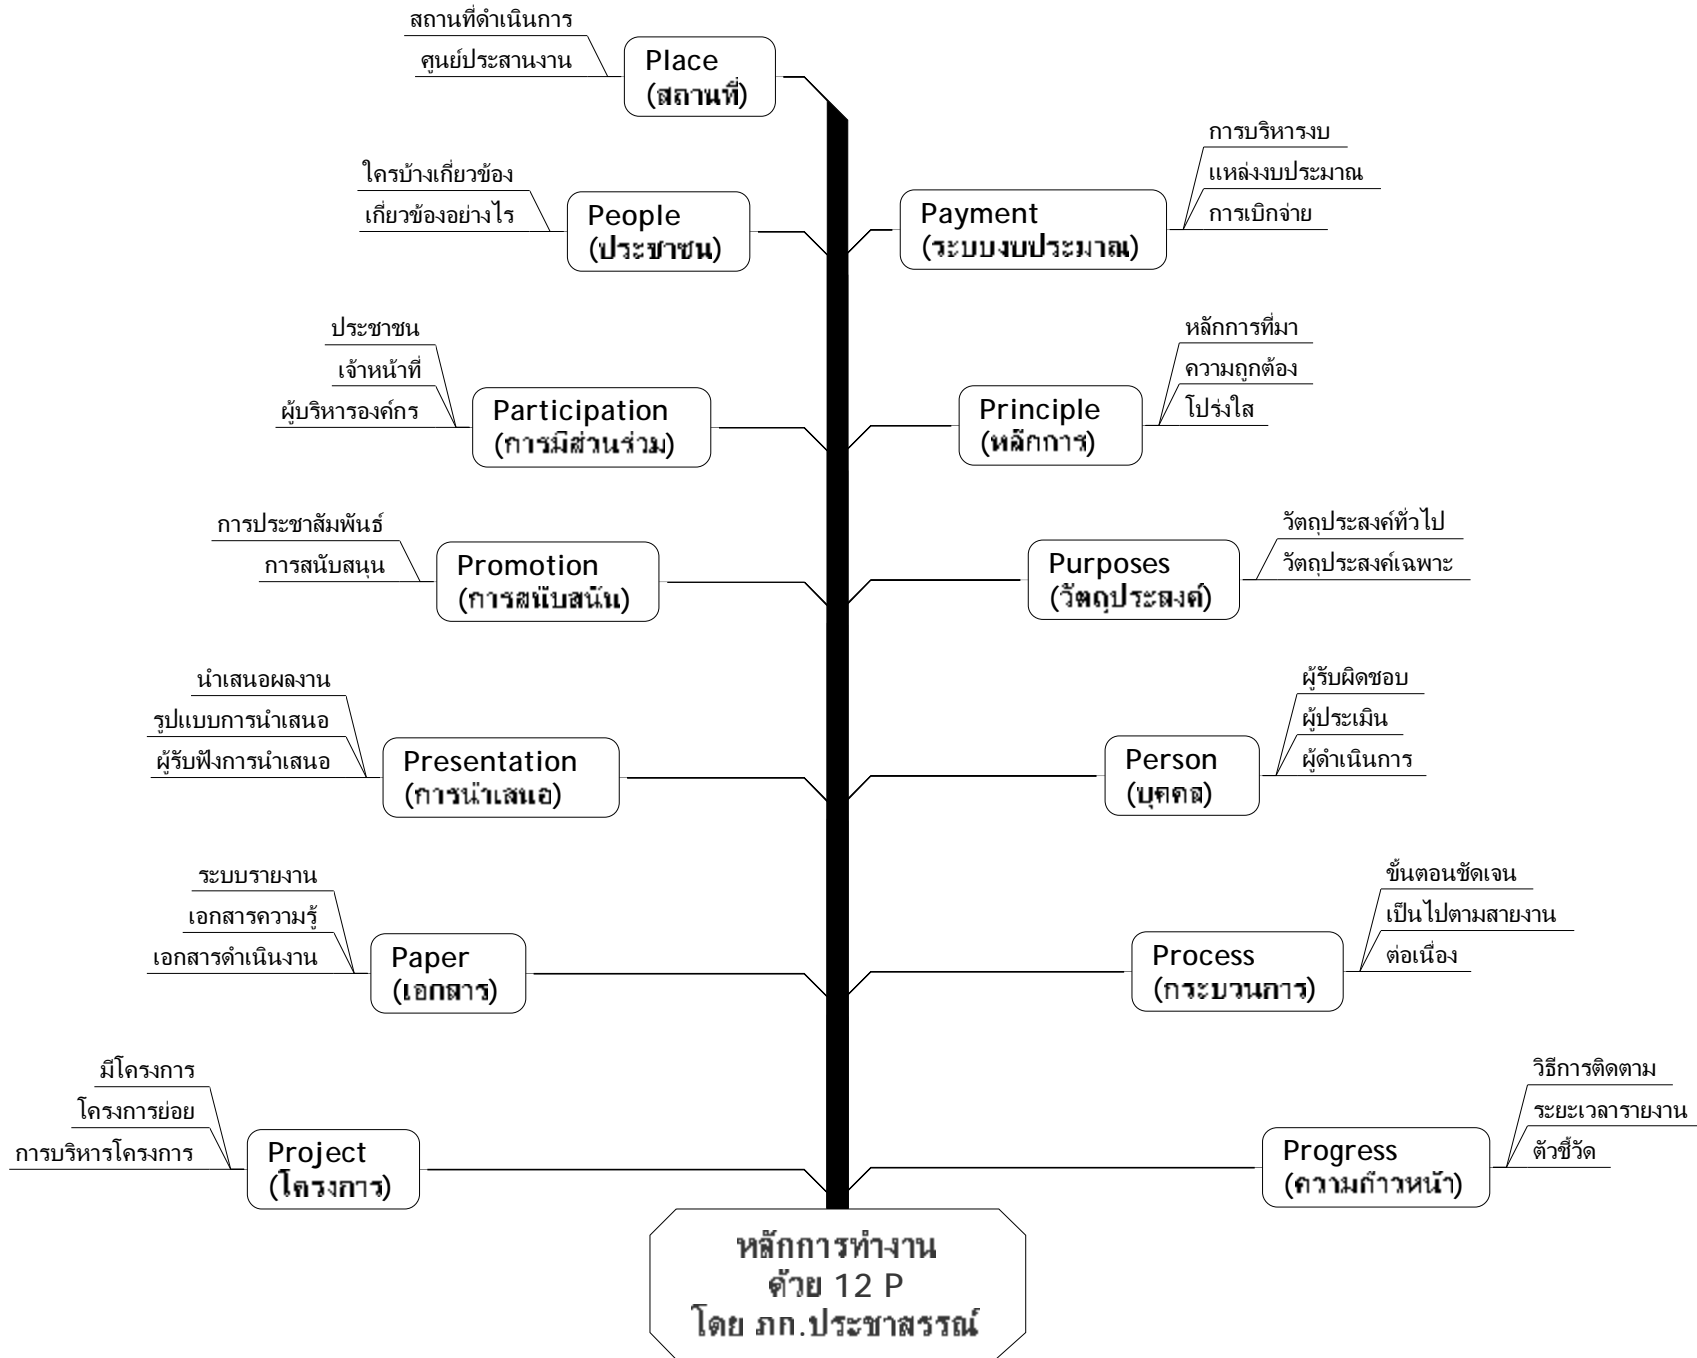 สถานที่ดำเนินการ
ศูนย์ประสานงาน
Place
(สถานที่)
ใครบ้างเกี่ยวข้อง
เกี่ยวข้องอย่างไร
People
(ประชาชน)
ประชาชน
เจ้าหน้าที่
ผู้บริหารองค์กร
Participation
(การมีส่วนร่วม)
การประชาสัมพันธ์
การสนับสนุน
Promotion
(การสนับสนัน)
นำเสนอผลงาน
รูปแบบการนำเสนอ
ผู้รับฟังการนำเสนอ
Presentation
(การนำเสนอ)
ระบบรายงาน
เอกสารความรู้
เอกสารดำเนินงาน
Paper
(เอกสาร)
มีโครงการ
โครงการย่อย
การบริหารโครงการ
Project
(โครงการ)
การบริหารงบ
แหล่งงบประมาณ
การเบิกจ่าย
Payment
(ระบบงบประมาณ)
หลักการที่มา
ความถูกต้อง
โปร่งใส
Principle
(หลักการ)
วัตถุประสงค์ทั่วไป
วัตถุประสงค์เฉพาะ
Purposes
(วัตถุประสงค์)
ผู้รับผิดชอบ
ผู้ประเมิน
ผู้ดำเนินการ
Person
(บุคคล)
ขั้นตอนชัดเจน
เป็นไปตามสายงาน
ต่อเนื่อง
Process
(กระบวนการ)
วิธีการติดตาม
ระยะเวลารายงาน
ตัวชี้วัด
Progress
(ความก้าวหน้า)
หลักการทำงาน
ด้วย 12 P
โดย ภก.ประชาสรรณ์